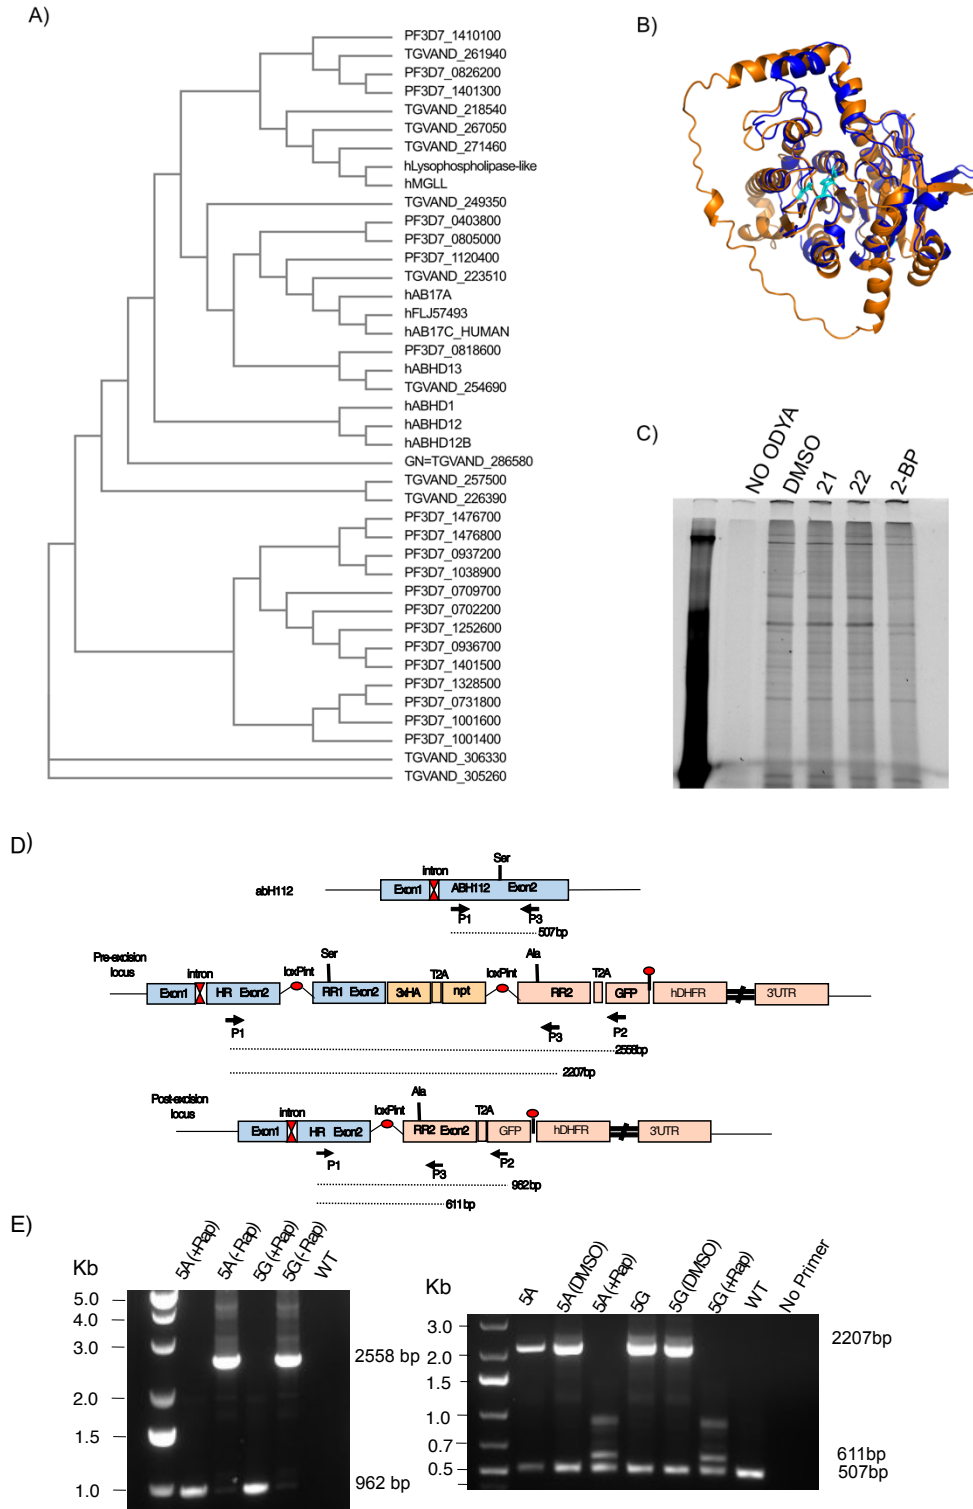 A)
PF3D7_1410100
TGVAND_261940
PF3D7_0826200
PF3D7_1401300
TGVAND_218540
TGVAND_267050
TGVAND_271460
hLysophospholipase-like
hMGLL
TGVAND_249350
PF3D7_0403800
PF3D7_0805000
PF3D7_1120400
TGVAND_223510
hAB17A
hFLJ57493
hAB17C_HUMAN
PF3D7_0818600
hABHD13
TGVAND_254690
hABHD1
hABHD12
hABHD12B
GN=TGVAND_286580
TGVAND_257500
TGVAND_226390
PF3D7_1476700
PF3D7_1476800
PF3D7_0937200
PF3D7_1038900
PF3D7_0709700
PF3D7_0702200
PF3D7_1252600
PF3D7_0936700
PF3D7_1401500
PF3D7_1328500
PF3D7_0731800
PF3D7_1001600
PF3D7_1001400
TGVAND_306330
TGVAND_305260
B)
C)
NO ODYA
DMSO
21
22
2-BP
D)
Ser
intron
abH112
Exon1 ABH112 Exon2
P1 P3
507bp
Pre-excision
locus
Ser
Ala
intron loxPint T2A loxPint T2A
Exon1 HR Exon2 RR1 Exon2 3xHA npt RR2 GFP hDHFR 3'UTR
P1 P3 P2
2558bp
2207bp
Post-excision
locus
Ala
intron loxPint T2A
Exon1 HR Exon2 RR2 Exon2 GFP hDHFR 3'UTR
P1 P3 P2
962bp
611 bp
E)
Kb
5A(+Rap)
5A(-Rap)
5G(+Rap)
5G(-Rap)
WT
5.0
4.0
3.0
2.0
1.5
1.0
2558 bp
962 bp
Kb
5A
5A(DMSO)
5A(+Rap)
5G
5G(DMSO)
5G(+Rap)
WT
No Primer
3.0
2.0
1.5
1.0
0.7
0.5
2207bp
611bp
507bp